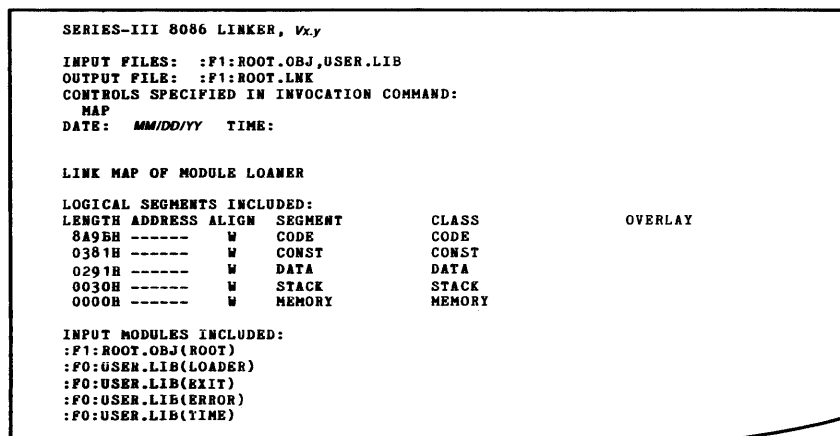 SERIES-III 8086 LINKER, Vx.y
INPUT FILES: :F1:ROOT.OBJ,USER.LIB
OUTPUT FILE: :F1:ROOT.LNK
CONTROLS SPECIFIED IN INVOCATION COMMAND:
MAP
DATE: MM/DD/YY TIME:
LINK MAP OF MODULE LOANER
LOGICAL SEGMENTS INCLUDED:
LENGTH ADDRESS ALIGN SEGMENT CLASS OVERLAY
8A9EH ------ W CODE CODE
0381H ------ W CONST CONST
0291H ------ W DATA DATA
0030H ------ W STACK STACK
0000H ------ W MEMORY MEMORY
INPUT MODULES INCLUDED:
:F1:ROOT.OBJ(ROOT)
:F0:USER.LIB(LOADER)
:F0:USER.LIB(EXIT)
:F0:USER.LIB(ERROR)
:F0:USER.LIB(TIME)